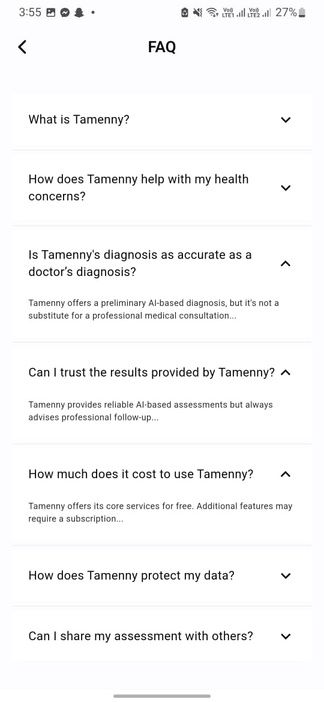 3:55 VoD LTE1 VoD LTE2 27%
FAQ
What is Tamenny?
How does Tamenny help with my health
concerns?
Is Tamenny's diagnosis as accurate as a
doctor’s diagnosis?
Tamenny offers a preliminary AI-based diagnosis, but it's not a
substitute for a professional medical consultation...
Can I trust the results provided by Tamenny?
Tamenny provides reliable AI-based assessments but always
advises professional follow-up...
How much does it cost to use Tamenny?
Tamenny offers its core services for free. Additional features may
require a subscription...
How does Tamenny protect my data?
Can I share my assessment with others?